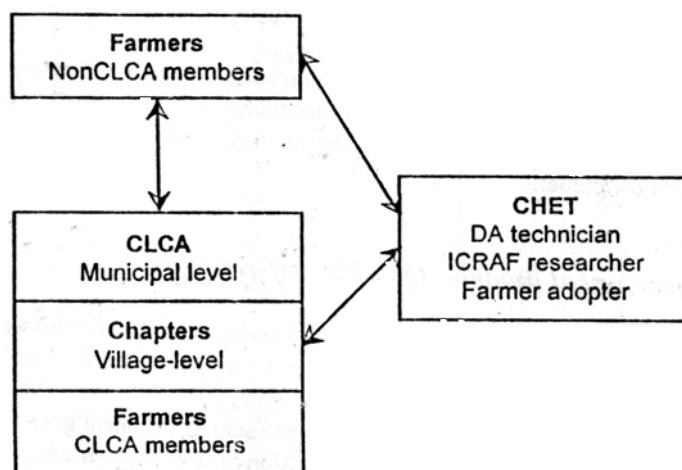 Farmers
NonCLCA members
CLCA
Municipal level
Chapters
Village-level
Farmers
CLCA members
CHET
DA technician
ICRAF researcher
Farmer adopter